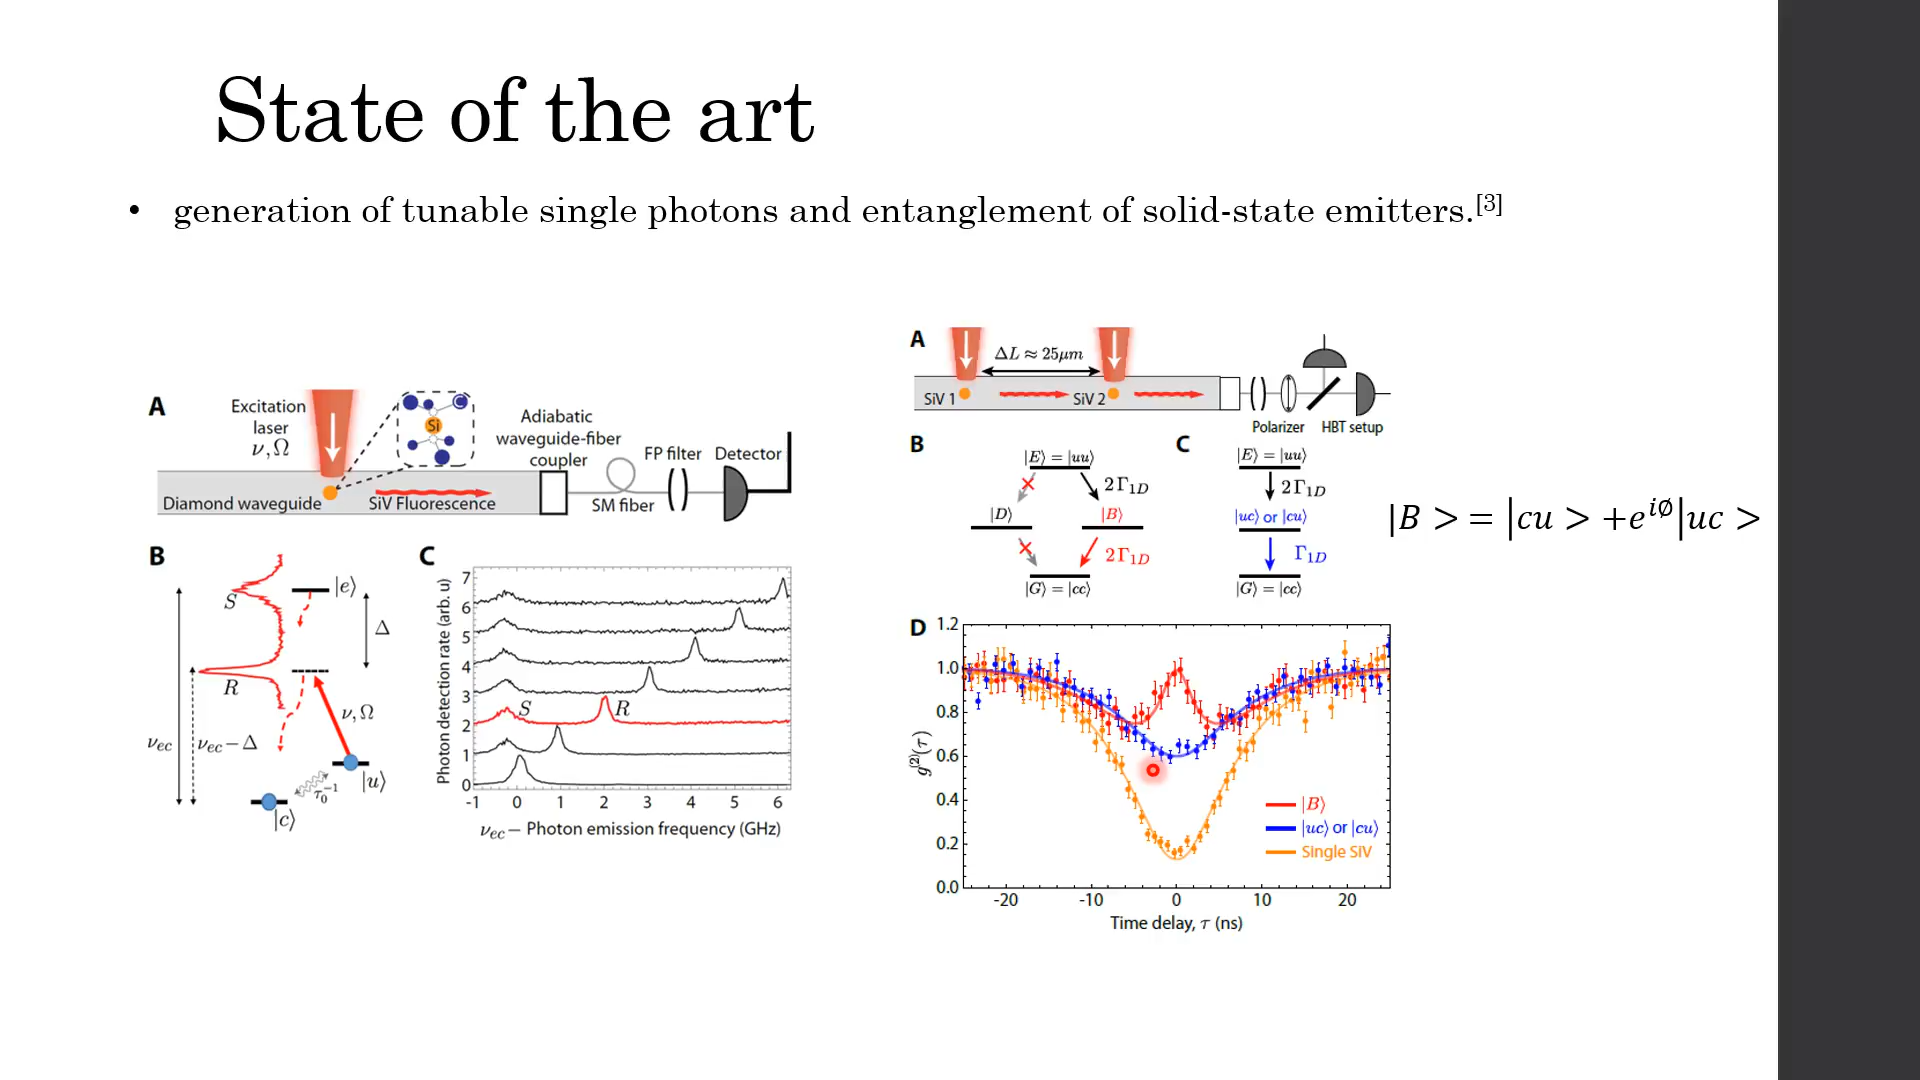 State of the art
• generation of tunable single photons and entanglement of solid-state emitters.[3]
A
Excitation
laser
ν, Ω
Si
Adiabatic
waveguide-fiber
coupler
FP filter
Detector
Diamond waveguide
SiV Fluorescence
SM fiber
B
S
|e⟩
Δ
R
ν, Ω
ν_ec
ν_ec − Δ
|u⟩
τ₀⁻¹
|c⟩
C
Photon detection rate (arb. u)
7
6
5
4
3
2
1
0
S
R
-1 0 1 2 3 4 5 6
ν_ec − Photon emission frequency (GHz)
A
ΔL ≈ 25μm
SiV 1
SiV 2
Polarizer
HBT setup
B
|E⟩ = |uu⟩
2Γ_1D
|D⟩
|B⟩
2Γ_1D
|G⟩ = |cc⟩
C
|E⟩ = |uu⟩
2Γ_1D
|uc⟩ or |cu⟩
Γ_1D
|G⟩ = |cc⟩
|B >= |cu > +e^{i∅}|uc >
D
1.2
1.0
0.8
0.6
0.4
0.2
0.0
g⁽²⁾(τ)
|B⟩
|uc⟩ or |cu⟩
Single SiV
-20 -10 0 10 20
Time delay, τ (ns)